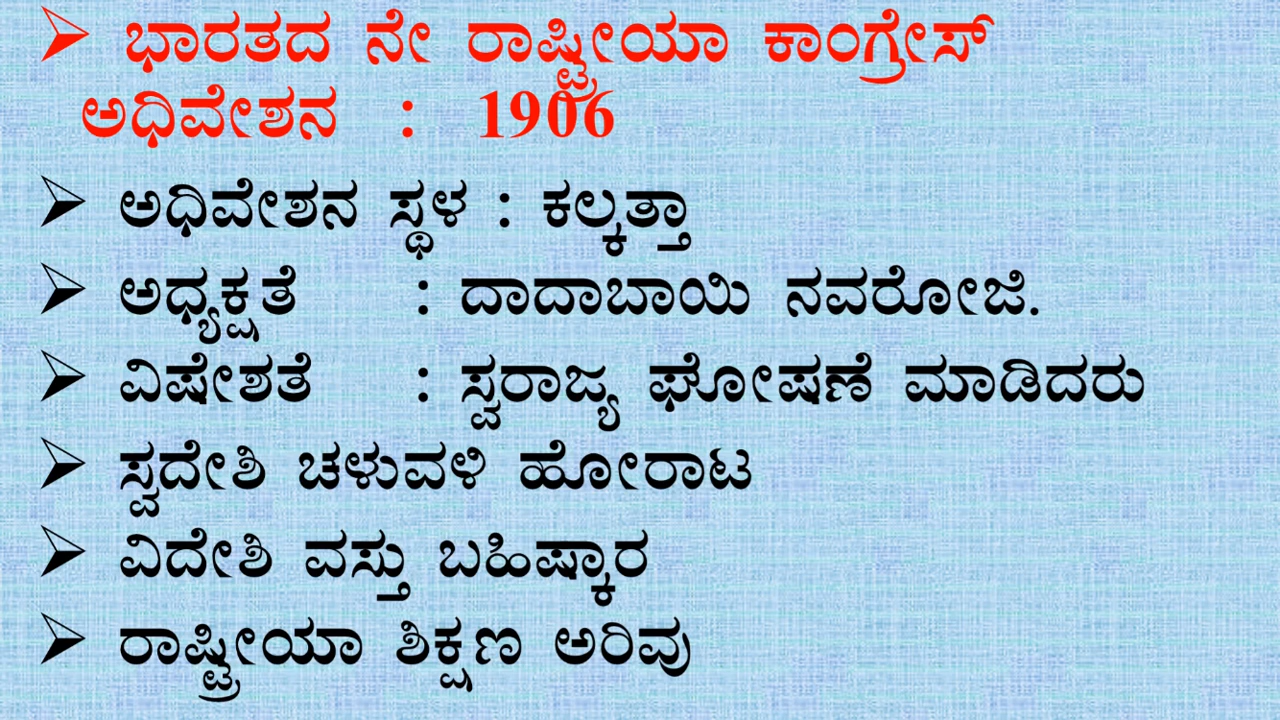 ➢ ಭಾರತದ ನೇ ರಾಷ್ಟ್ರೀಯಾ ಕಾಂಗ್ರೇಸ್
ಅಧಿವೇಶನ : 1906
➢ ಅಧಿವೇಶನ ಸ್ಥಳ : ಕಲ್ಕತ್ತಾ
➢ ಅಧ್ಯಕ್ಷತೆ : ದಾದಾಬಾಯಿ ನವರೋಜಿ.
➢ ವಿಷೇಶತೆ : ಸ್ವರಾಜ್ಯ ಘೋಷಣೆ ಮಾಡಿದರು
➢ ಸ್ವದೇಶಿ ಚಳುವಳಿ ಹೋರಾಟ
➢ ವಿದೇಶಿ ವಸ್ತು ಬಹಿಷ್ಕಾರ
➢ ರಾಷ್ಟ್ರೀಯಾ ಶಿಕ್ಷಣ ಅರಿವು